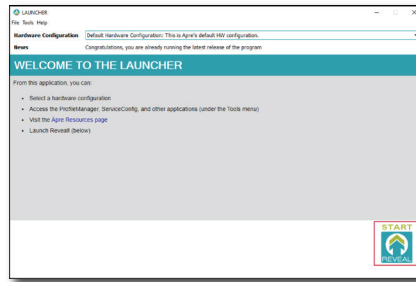 LAUNCHER
File Tools Help
Hardware Configuration Default Hardware Configuration: This is Apre's default HW configuration.
News Congratulations, you are already running the latest release of the program
WELCOME TO THE LAUNCHER
From this application, you can:
Select a hardware configuration
Access the ProfileManager, ServiceConfig, and other applications (under the Tools menu)
Visit the Apre Resources page
Launch Reveal! (below)
START
REVEAL